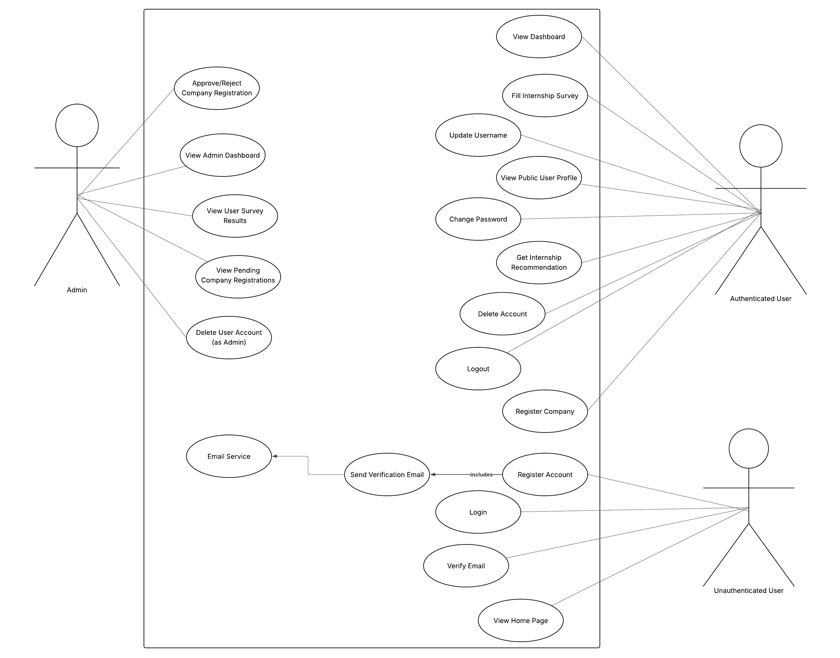 View Dashboard
Approve/Reject
Company Registration
Fill Internship Survey
Update Username
View Admin Dashboard
View Public User Profile
View User Survey
Results
Change Password
Get Internship
Recommendation
View Pending
Company Registrations
Admin
Authenticated User
Delete Account
Delete User Account
(as Admin)
Logout
Register Company
Email Service
Send Verification Email
includes
Register Account
Login
Verify Email
Unauthenticated User
View Home Page